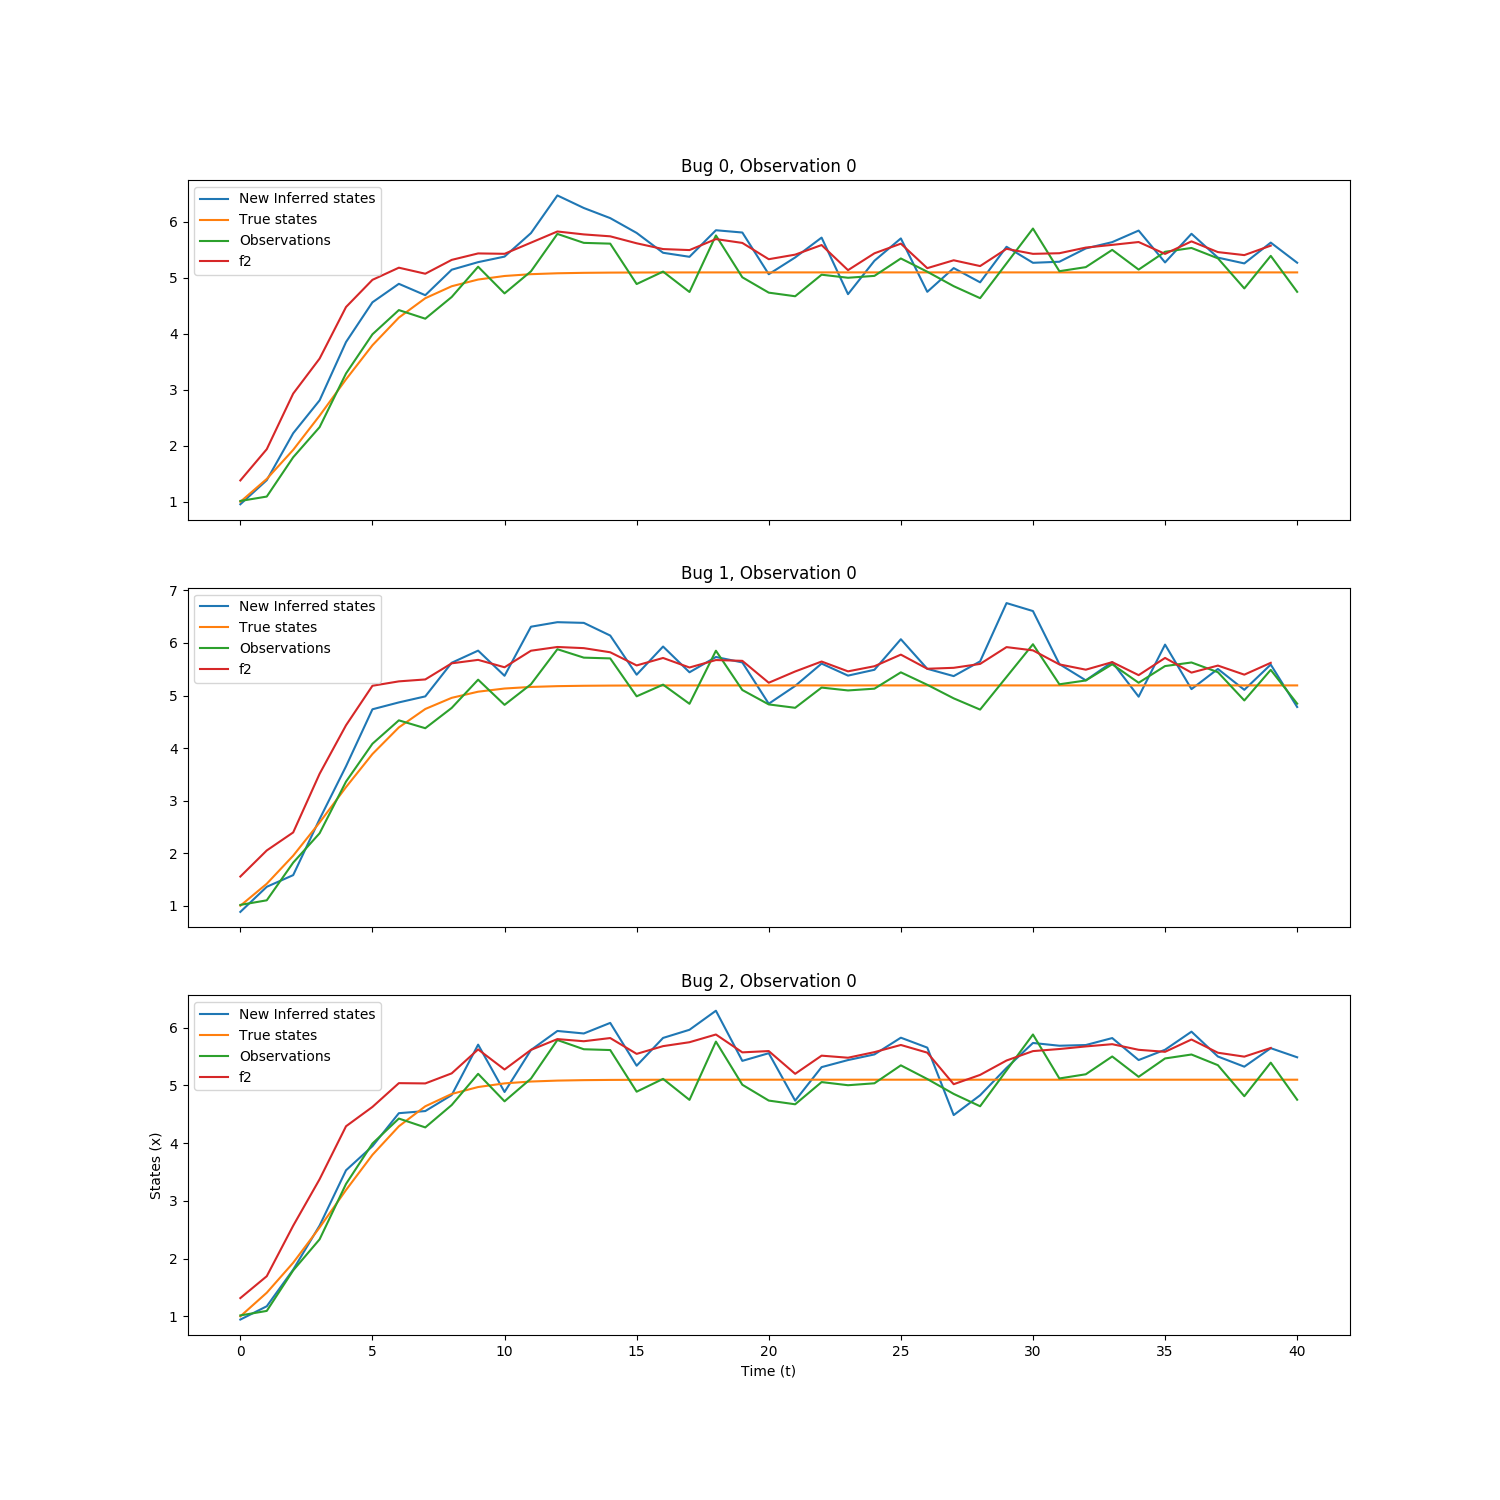 Bug 0, Observation 0
New Inferred states
True states
Observations
f2
6
5
4
3
2
1
Bug 1, Observation 0
New Inferred states
True states
Observations
f2
7
6
5
4
3
2
1
Bug 2, Observation 0
New Inferred states
True states
Observations
f2
6
5
4
3
2
1
States (x)
0 5 10 15 20 25 30 35 40
Time (t)